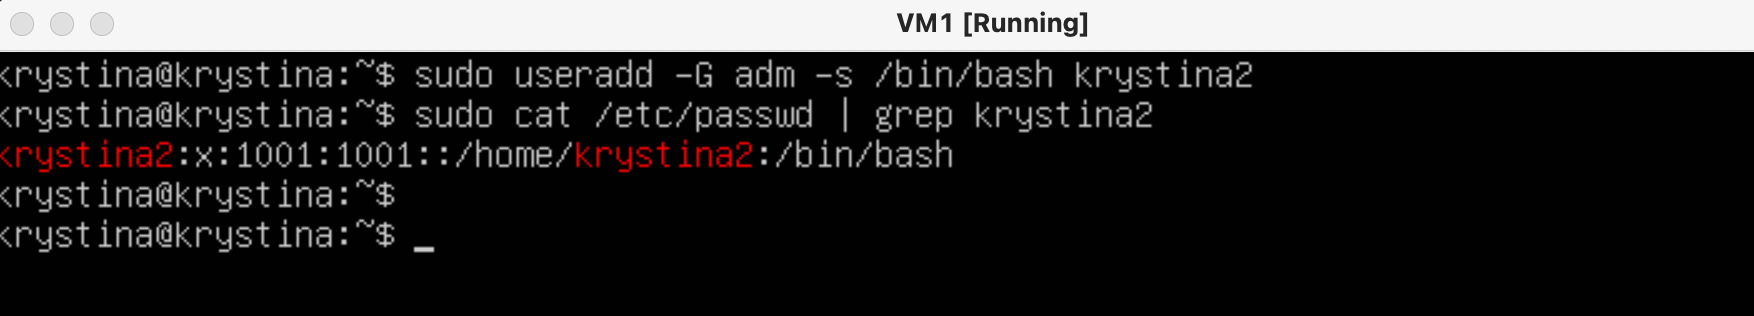 VM1 [Running]
krystina@krystina:~$ sudo useradd -G adm -s /bin/bash krystina2
krystina@krystina:~$ sudo cat /etc/passwd | grep krystina2
krystina2:x:1001:1001::/home/krystina2:/bin/bash
krystina@krystina:~$
krystina@krystina:~$ _